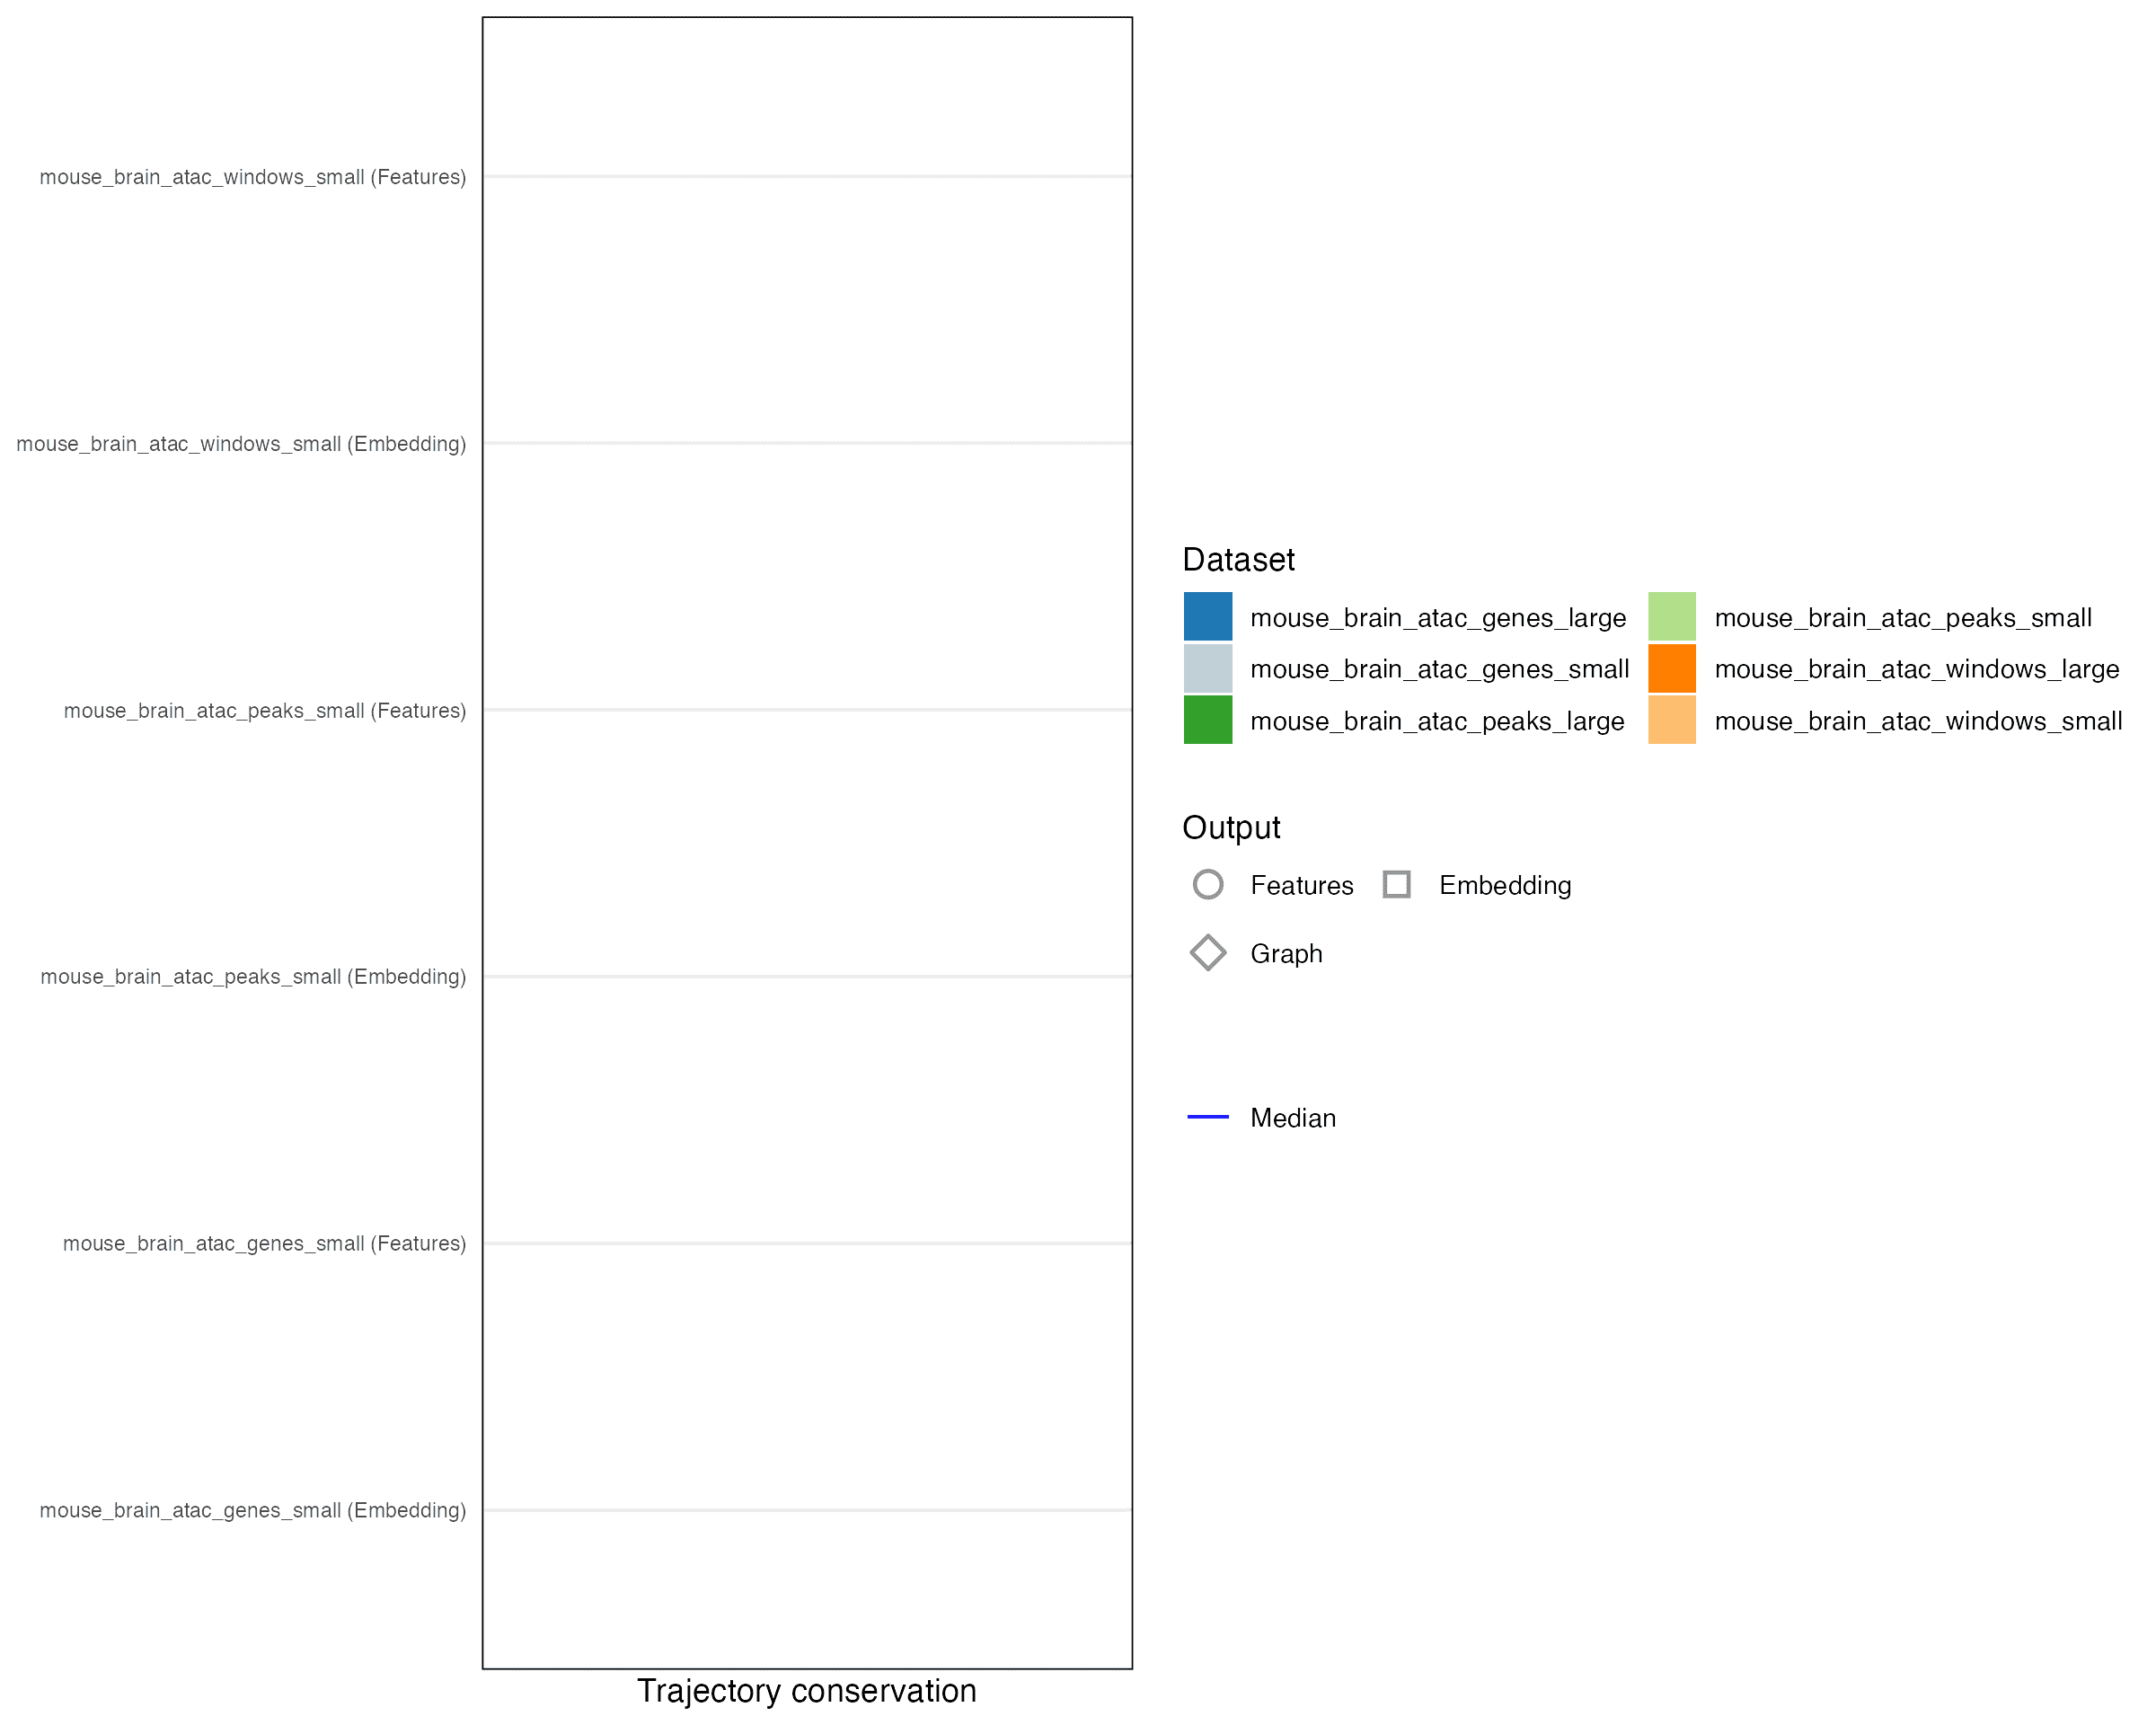 mouse_brain_atac_windows_small (Features)
mouse_brain_atac_windows_small (Embedding)
mouse_brain_atac_peaks_small (Features)
mouse_brain_atac_peaks_small (Embedding)
mouse_brain_atac_genes_small (Features)
mouse_brain_atac_genes_small (Embedding)
Trajectory conservation
Dataset
mouse_brain_atac_genes_large mouse_brain_atac_peaks_small
mouse_brain_atac_genes_small mouse_brain_atac_windows_large
mouse_brain_atac_peaks_large mouse_brain_atac_windows_small
Output
Features Embedding
Graph
Median